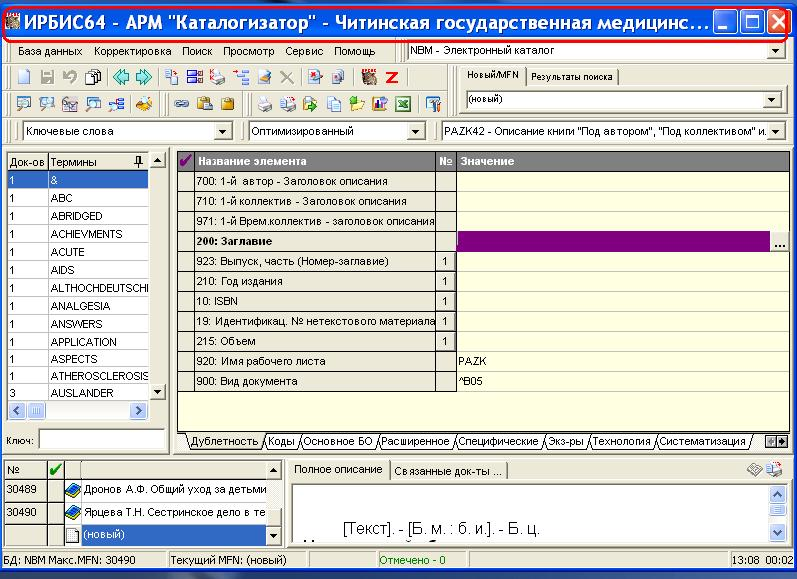 ИРБИС64 - АРМ "Каталогизатор" - Читинская государственная медицинс...
База данных Корректировка Поиск Просмотр Сервис Помощь
NBM - Электронный каталог
Новый/MFN Результаты поиска
(новый)
Ключевые слова
Оптимизированный
PAZK42 - Описание книги "Под автором", "Под коллективом" и.
Док-ов Термины
1 &
1 ABC
1 ABRIDGED
1 ACHIEVMENTS
1 ACUTE
1 AIDS
1 ALTHOCHDEUTSCHI
1 ANALGESIA
1 ANSWERS
1 APPLICATION
1 ASPECTS
1 ATHEROSCLEROSIS
3 AUSLANDER
Ключ:
Название элемента № Значение
700: 1-й автор - Заголовок описания
710: 1-й коллектив - Заголовок описания
971: 1-й Врем.коллектив - заголовок описания
200: Заглавие ...
923: Выпуск, часть (Номер-заглавие) 1
210: Год издания 1
10: ISBN 1
19: Идентификац. № нетекстового материала 1
215: Объем 1
920: Имя рабочего листа PAZK
900: Вид документа ^B05
Дублетность Коды Основное БО Расширенное Специфические Экз-ры Технология Систематизация
№
30489 Дронов А.Ф. Общий уход за детьми
30490 Ярцева Т.Н. Сестринское дело в те
(новый)
Полное описание Связанные док-ты ...
[Текст]. - [Б. м. : б. и.]. - Б. ц.
БД: NBM Макс.MFN: 30490 Текущий MFN: (новый) Отмечено - 0 13:08 00:02